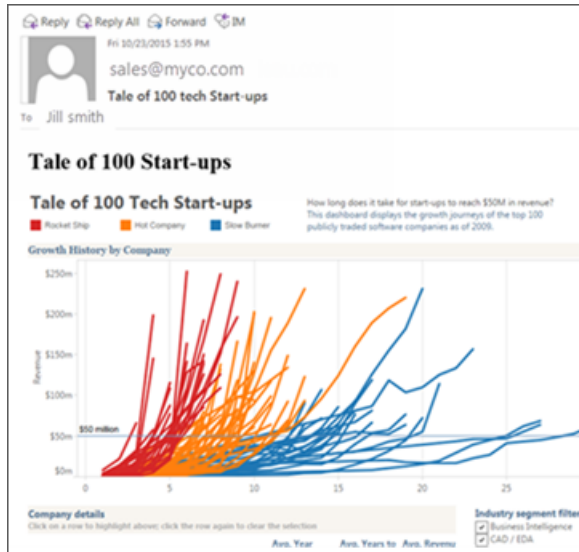 Reply Reply All Forward IM
Fri 10/23/2015 1:55 PM
sales@myco.com
Tale of 100 tech Start-ups
To Jill smith
Tale of 100 Start-ups
Tale of 100 Tech Start-ups
How long does it take for start-ups to reach $50M in revenue?
This dashboard displays the growth journeys of the top 100
publicly traded software companies as of 2009.
Rocket Ship Hot Company Slow Burner
Growth History by Company
$250m
$200m
$150m
Revenue
$100m
$50 million
$50m
$0m
0 5 10 15 20 25
Company details
Click on a row to highlight above; click the row again to clear the selection
Avg. Year Avg. Years to Avg. Revenu
Industry segment filter
Business Intelligence
CAD / EDA